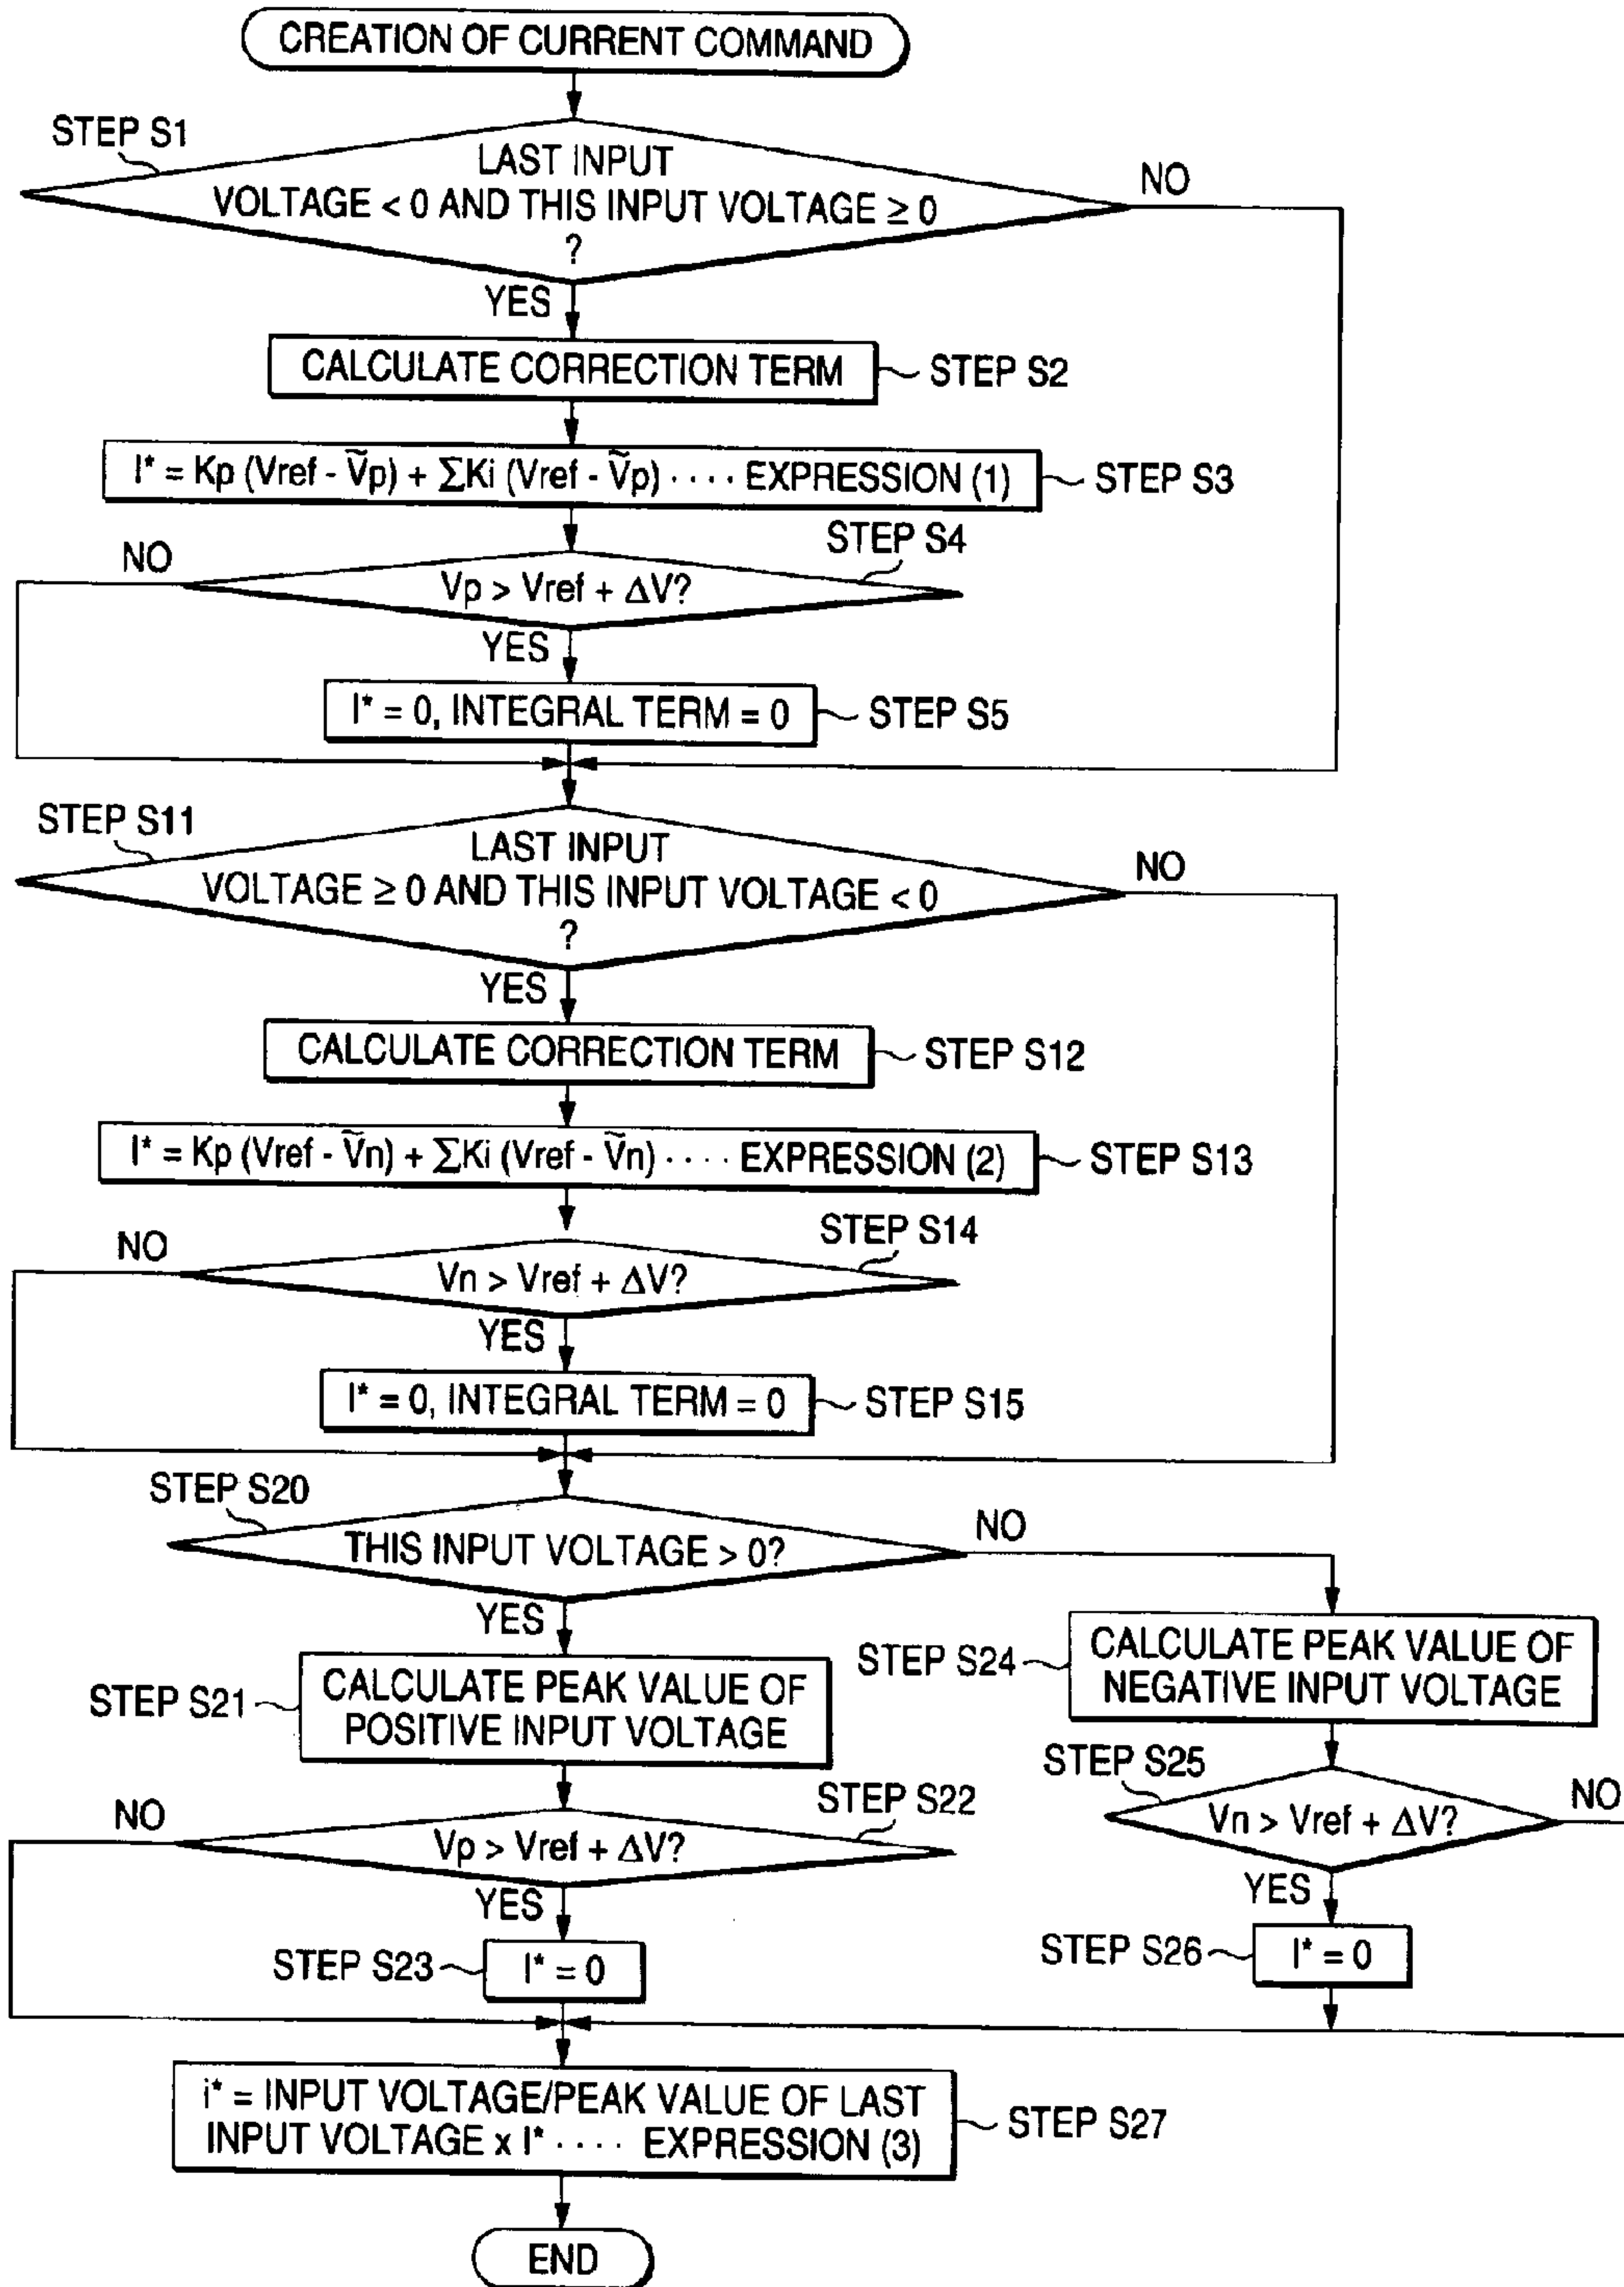 CREATION OF CURRENT COMMAND
STEP S1
LAST INPUT
VOLTAGE < 0 AND THIS INPUT VOLTAGE ≥ 0
?
NO
YES
CALCULATE CORRECTION TERM
STEP S2
I* = Kp (Vref - Ṽp) + ΣKi (Vref - Ṽp) ···· EXPRESSION (1)
STEP S3
STEP S4
NO
Vp > Vref + ΔV?
YES
I* = 0, INTEGRAL TERM = 0
STEP S5
STEP S11
LAST INPUT
VOLTAGE ≥ 0 AND THIS INPUT VOLTAGE < 0
?
NO
YES
CALCULATE CORRECTION TERM
STEP S12
I* = Kp (Vref - Ṽn) + ΣKi (Vref - Ṽn) ···· EXPRESSION (2)
STEP S13
STEP S14
NO
Vn > Vref + ΔV?
YES
I* = 0, INTEGRAL TERM = 0
STEP S15
STEP S20
THIS INPUT VOLTAGE > 0?
NO
YES
STEP S21
CALCULATE PEAK VALUE OF
POSITIVE INPUT VOLTAGE
STEP S24
CALCULATE PEAK VALUE OF
NEGATIVE INPUT VOLTAGE
STEP S22
NO
Vp > Vref + ΔV?
YES
STEP S25
Vn > Vref + ΔV?
NO
YES
STEP S23
I* = 0
STEP S26
I* = 0
i* = INPUT VOLTAGE/PEAK VALUE OF LAST
INPUT VOLTAGE x I* ···· EXPRESSION (3)
STEP S27
END